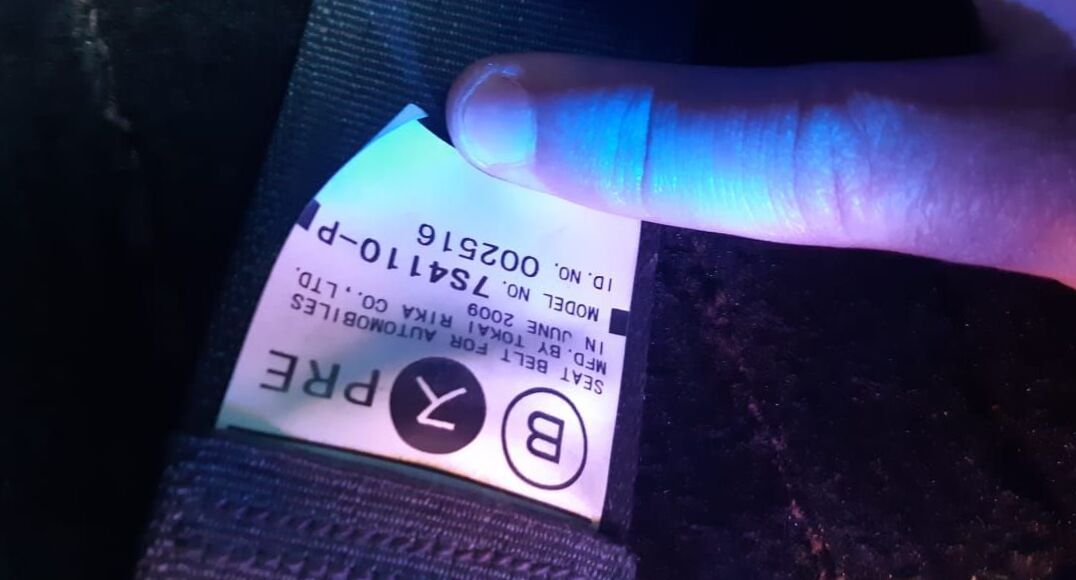 B ス PRE
SEAT BELT FOR AUTOMOBILES
MFD. BY TOKAI RIKA CO., LTD.
IN JUNE 2009
MODEL NO. 7S4110-P
ID. NO. 002516